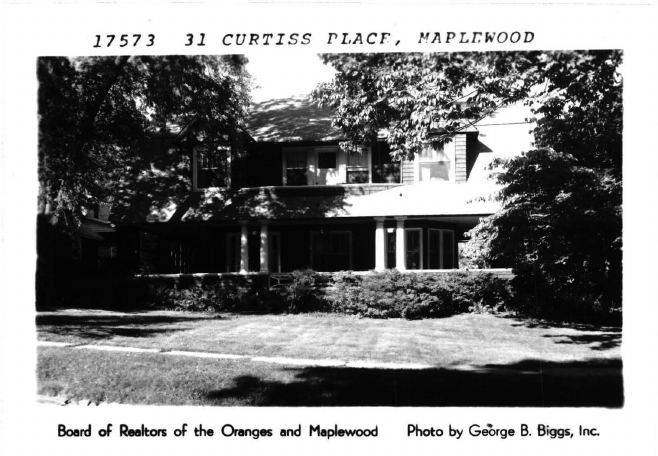 17573 31 CURTISS PLACE, MAPLEWOOD
Board of Realtors of the Oranges and Maplewood Photo by George B. Biggs, Inc.